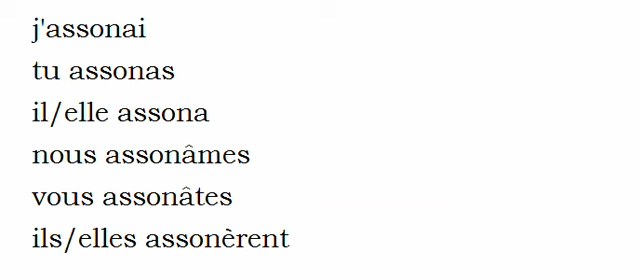 j'assonai
tu assonas
il/elle assona
nous assonâmes
vous assonâtes
ils/elles assonèrent